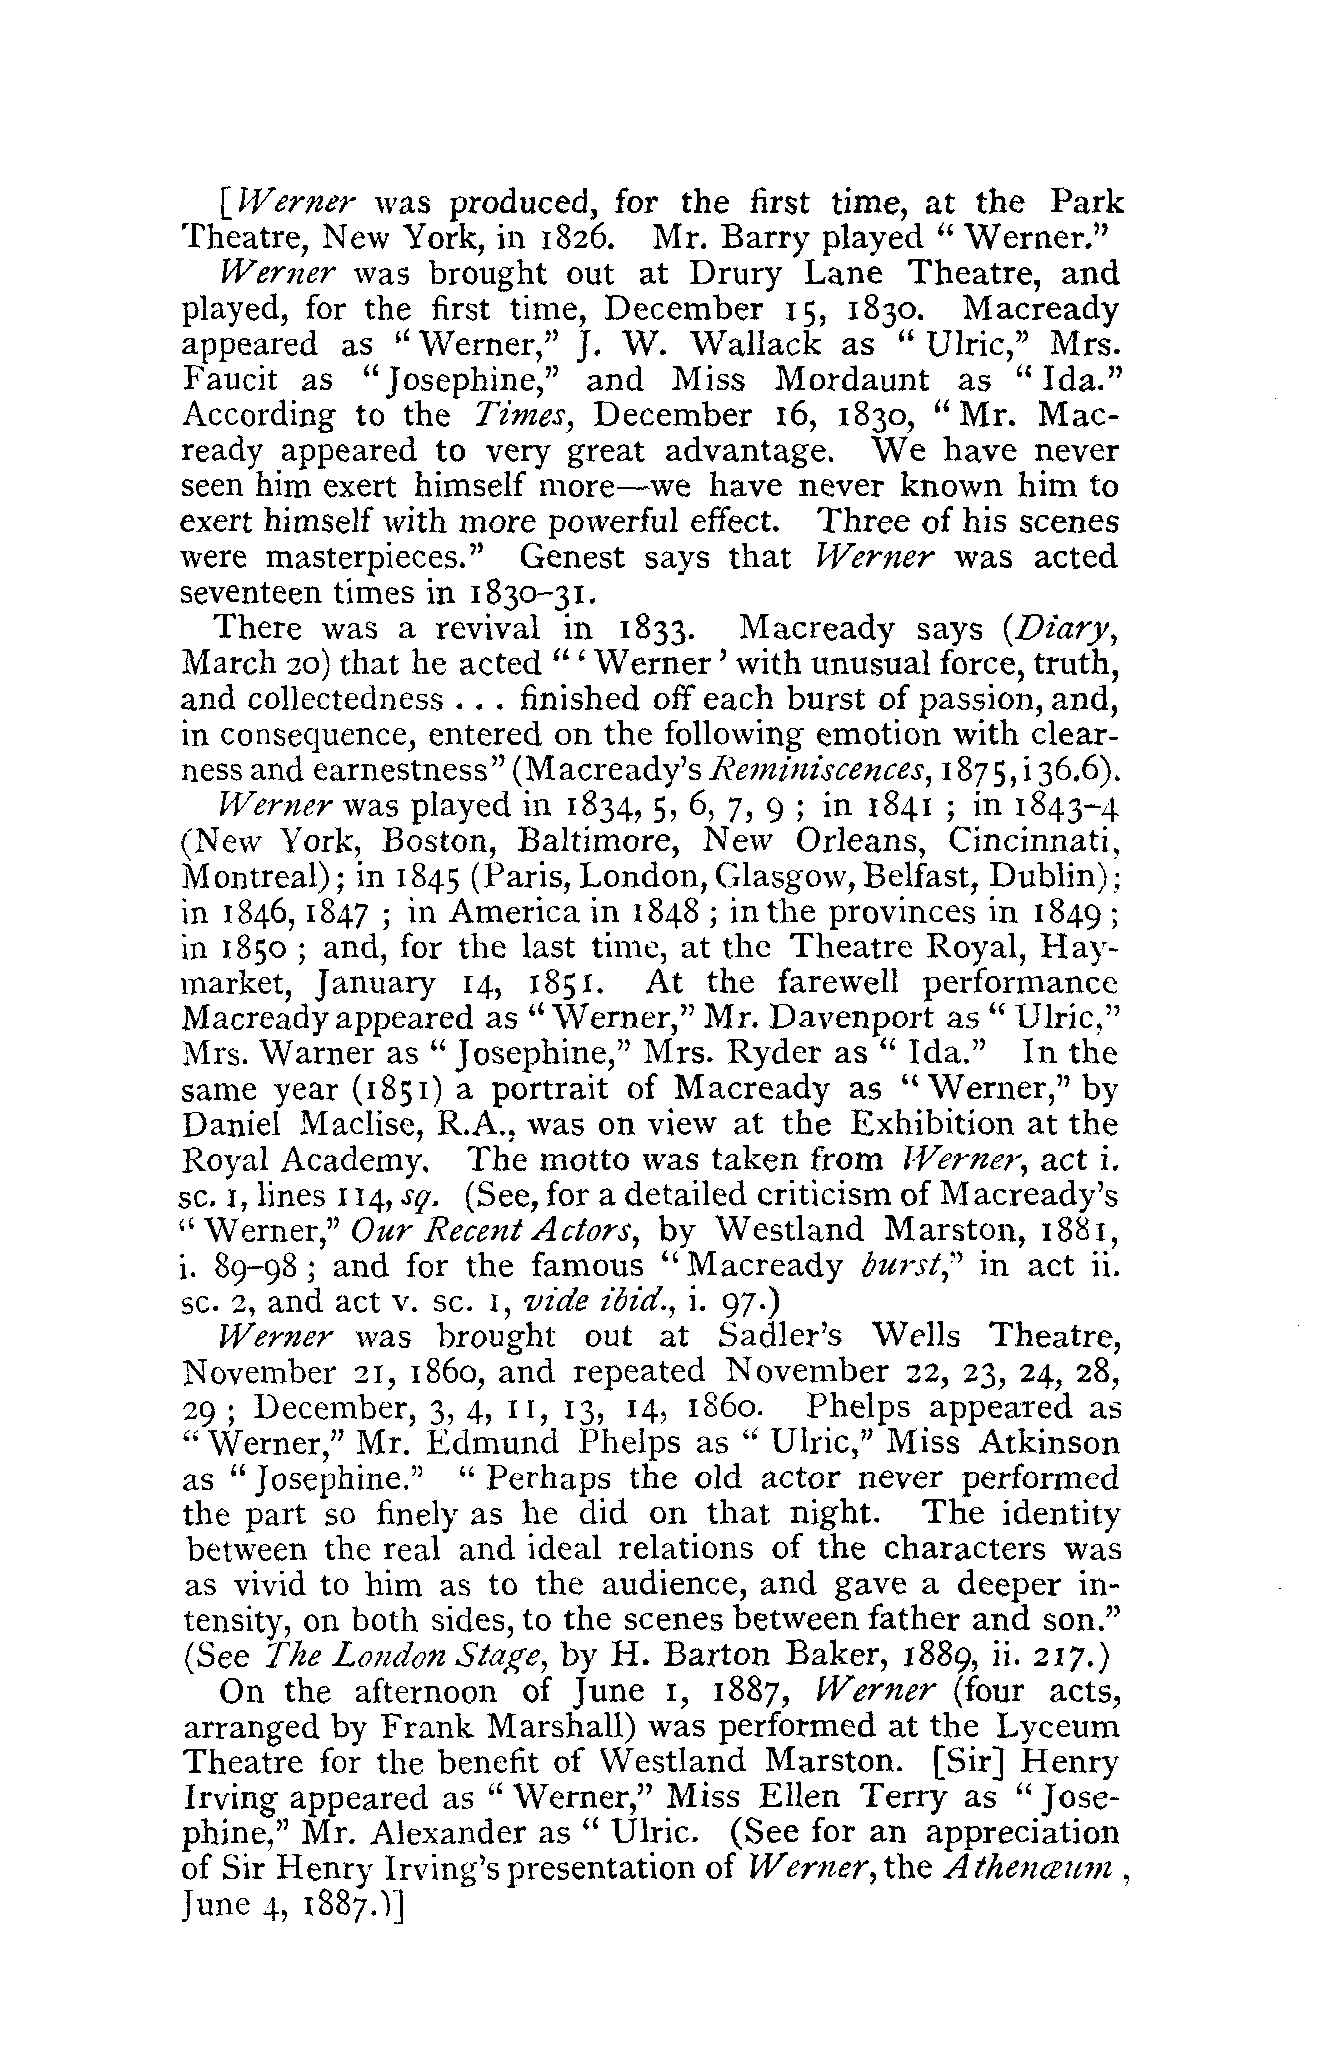 [Werner was produced, for the first time, at the Park
Theatre, New York, in 1826. Mr. Barry played “Werner.”
Werner was brought out at Drury Lane Theatre, and
played, for the first time, December 15, 1830. Macready
appeared as “Werner,” J. W. Wallack as “Ulric,” Mrs.
Faucit as “Josephine,” and Miss Mordaunt as “Ida.”
According to the Times, December 16, 1830, “Mr. Mac-
ready appeared to very great advantage. We have never
seen him exert himself more—we have never known him to
exert himself with more powerful effect. Three of his scenes
were masterpieces.” Genest says that Werner was acted
seventeen times in 1830–31.
There was a revival in 1833. Macready says (Diary,
March 20) that he acted “‘Werner’ with unusual force, truth,
and collectedness . . . finished off each burst of passion, and,
in consequence, entered on the following emotion with clear-
ness and earnestness” (Macready's Reminiscences, 1875, i 36.6).
Werner was played in 1834, 5, 6, 7, 9 ; in 1841 ; in 1843–4
(New York, Boston, Baltimore, New Orleans, Cincinnati,
Montreal) ; in 1845 (Paris, London, Glasgow, Belfast, Dublin);
in 1846, 1847 ; in America in 1848 ; in the provinces in 1849 ;
in 1850 ; and, for the last time, at the Theatre Royal, Hay-
market, January 14, 1851. At the farewell performance
Macready appeared as “Werner,” Mr. Davenport as “Ulric,”
Mrs. Warner as “Josephine,” Mrs. Ryder as “Ida.” In the
same year (1851) a portrait of Macready as “Werner,” by
Daniel Maclise, R.A., was on view at the Exhibition at the
Royal Academy. The motto was taken from Werner, act i.
sc. 1, lines 114, sq. (See, for a detailed criticism of Macready's
“Werner,” Our Recent Actors, by Westland Marston, 1881,
i. 89–98 ; and for the famous “Macready burst,” in act ii.
sc. 2, and act v. sc. 1, vide ibid., i. 97.)
Werner was brought out at Sadler's Wells Theatre,
November 21, 1860, and repeated November 22, 23, 24, 28,
29 ; December, 3, 4, 11, 13, 14, 1860. Phelps appeared as
“Werner,” Mr. Edmund Phelps as “Ulric,” Miss Atkinson
as “Josephine.” “Perhaps the old actor never performed
the part so finely as he did on that night. The identity
between the real and ideal relations of the characters was
as vivid to him as to the audience, and gave a deeper in-
tensity, on both sides, to the scenes between father and son.”
(See The London Stage, by H. Barton Baker, 1889, ii. 217.)
On the afternoon of June 1, 1887, Werner (four acts,
arranged by Frank Marshall) was performed at the Lyceum
Theatre for the benefit of Westland Marston. [Sir] Henry
Irving appeared as “Werner,” Miss Ellen Terry as “Jose-
phine,” Mr. Alexander as “Ulric. (See for an appreciation
of Sir Henry Irving's presentation of Werner, the Athenæum ,
June 4, 1887.)]